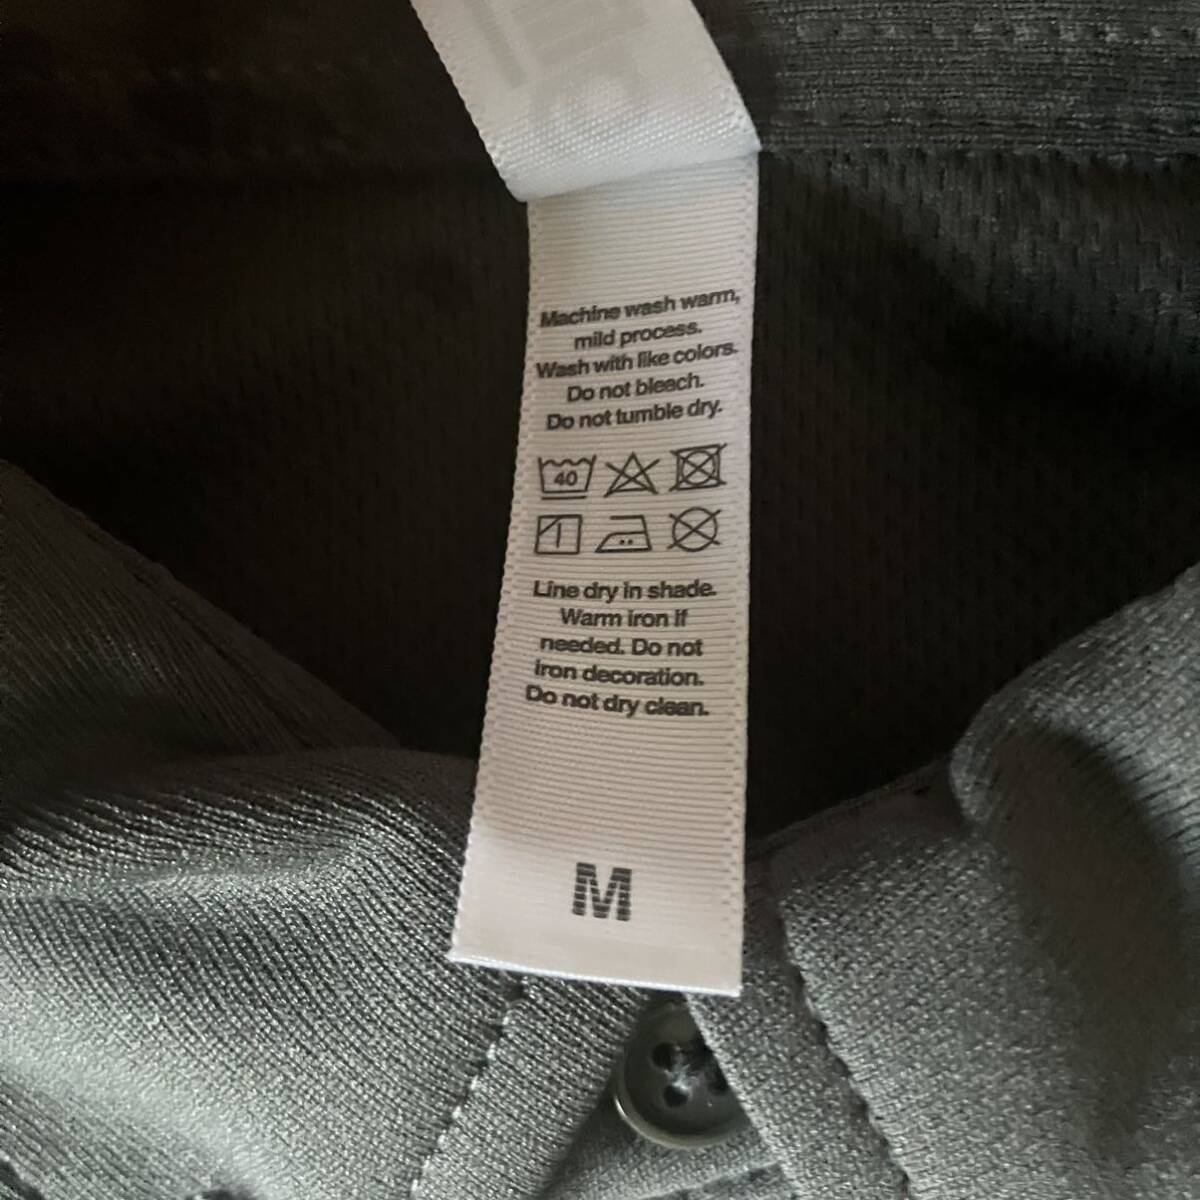 Machine wash warm,
mild process.
Wash with like colors.
Do not bleach.
Do not tumble dry.
40
Line dry in shade.
Warm iron if
needed. Do not
iron decoration.
Do not dry clean.
M